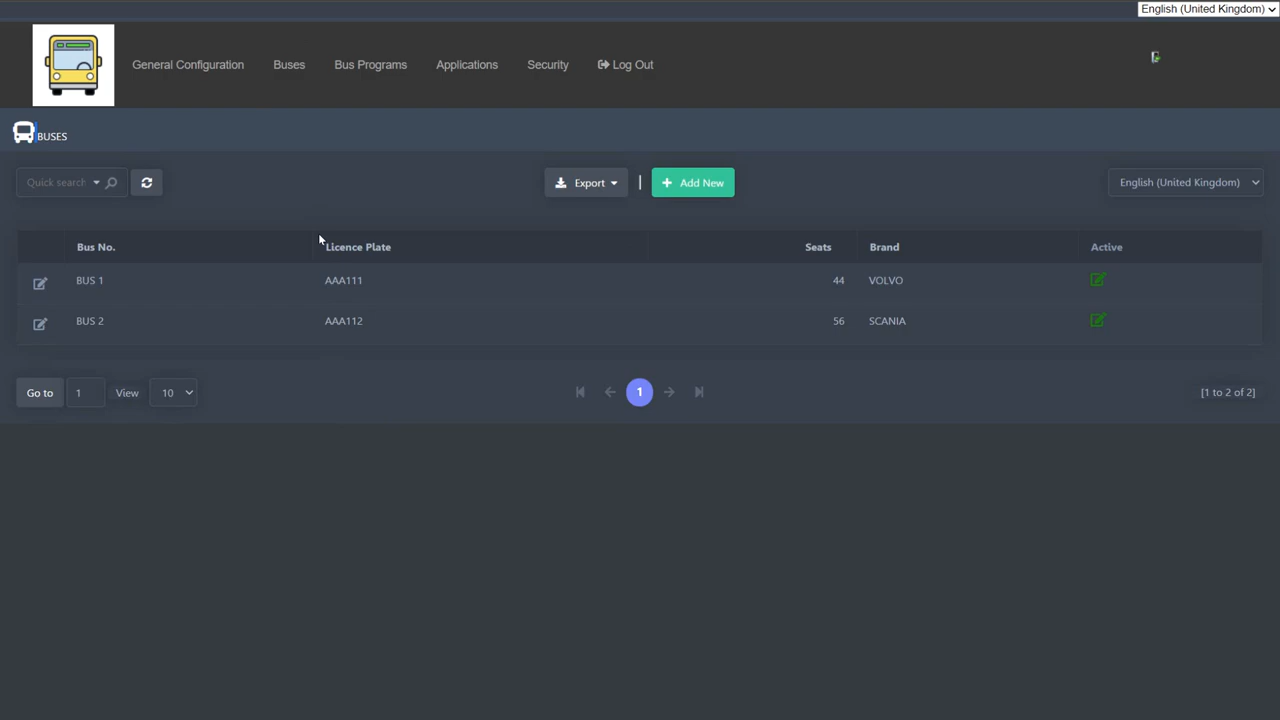 English (United Kingdom)
General Configuration Buses Bus Programs Applications Security Log Out
BUSES
Quick search Export | Add New English (United Kingdom)
Bus No. Licence Plate Seats Brand Active
BUS 1 AAA111 44 VOLVO
BUS 2 AAA112 56 SCANIA
Go to 1 View 10 1 [1 to 2 of 2]